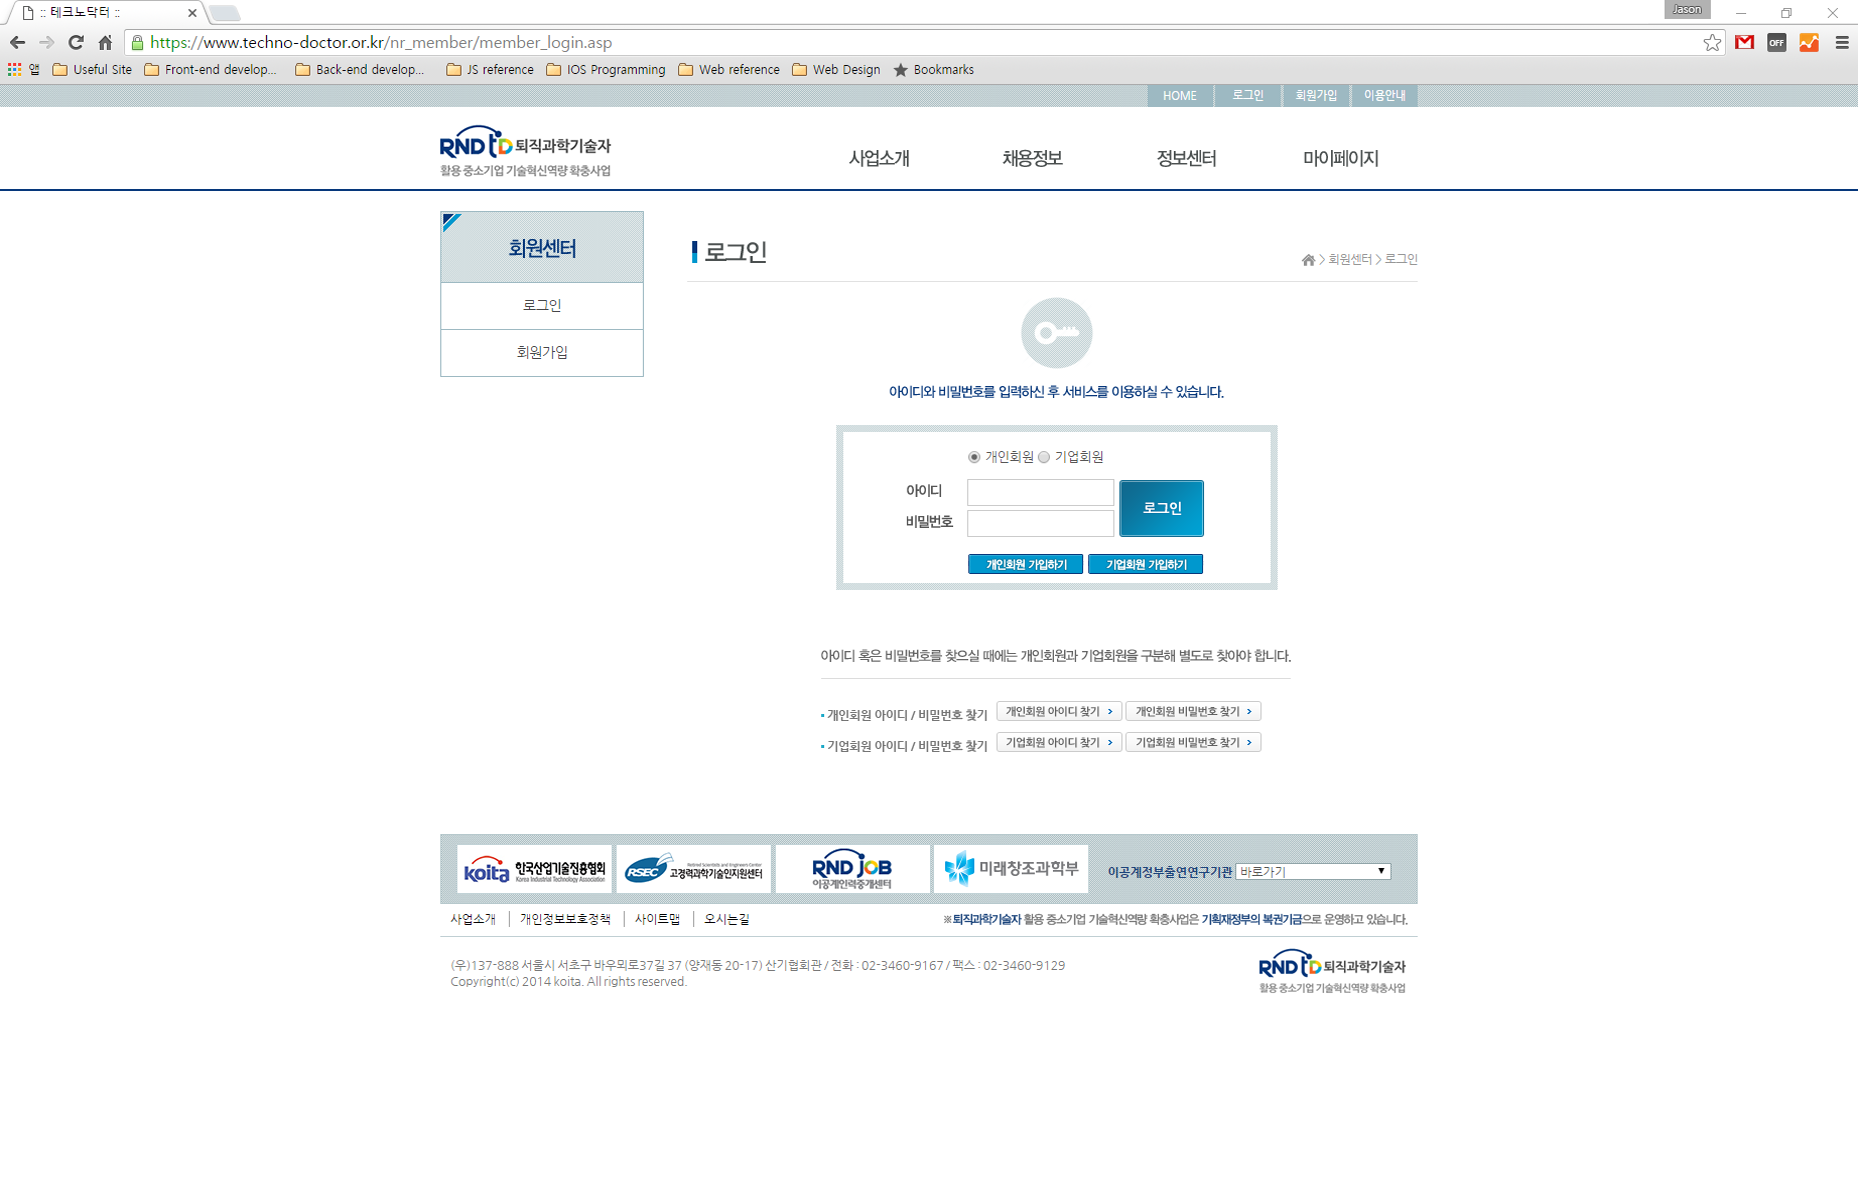 :: 테크노닥터 ::
Jason
https://www.techno-doctor.or.kr/nr_member/member_login.asp
OFF
앱 Useful Site Front-end develop... Back-end develop... JS reference IOS Programming Web reference Web Design Bookmarks
HOME 로그인 회원가입 이용안내
RND tD 퇴직과학기술자
활용 중소기업 기술혁신역량 확충사업
사업소개 채용정보 정보센터 마이페이지
회원센터
로그인
회원가입
로그인
> 회원센터 > 로그인
아이디와 비밀번호를 입력하신 후 서비스를 이용하실 수 있습니다.
개인회원 기업회원
아이디
비밀번호
로그인
개인회원 가입하기 기업회원 가입하기
아이디 혹은 비밀번호를 찾으실 때에는 개인회원과 기업회원을 구분해 별도로 찾아야 합니다.
개인회원 아이디 / 비밀번호 찾기 개인회원 아이디 찾기 > 개인회원 비밀번호 찾기 >
기업회원 아이디 / 비밀번호 찾기 기업회원 아이디 찾기 > 기업회원 비밀번호 찾기 >
koita 한국산업기술진흥협회
Korea Industrial Technology Association
RSEC Retired Scientists and Engineers Center
고경력과학기술인지원센터
RND JOB
이공계인력중개센터
미래창조과학부
이공계정부출연연구기관 바로가기
사업소개 개인정보보호정책 사이트맵 오시는길
※퇴직과학기술자 활용 중소기업 기술혁신역량 확충사업은 기획재정부의 복권기금으로 운영하고 있습니다.
(우)137-888 서울시 서초구 바우뫼로37길 37 (양재동 20-17) 산기협회관 / 전화 : 02-3460-9167 / 팩스 : 02-3460-9129
Copyright(c) 2014 koita. All rights reserved.
RND tD 퇴직과학기술자
활용 중소기업 기술혁신역량 확충사업